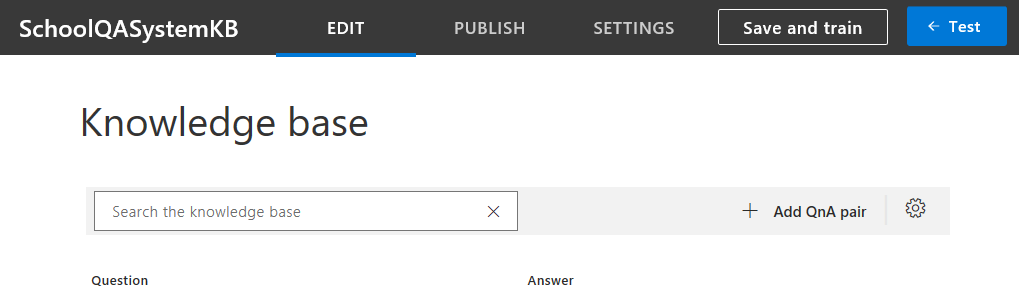 SchoolQASystemKB EDIT PUBLISH SETTINGS Save and train ← Test
Knowledge base
Search the knowledge base × + Add QnA pair
Question Answer